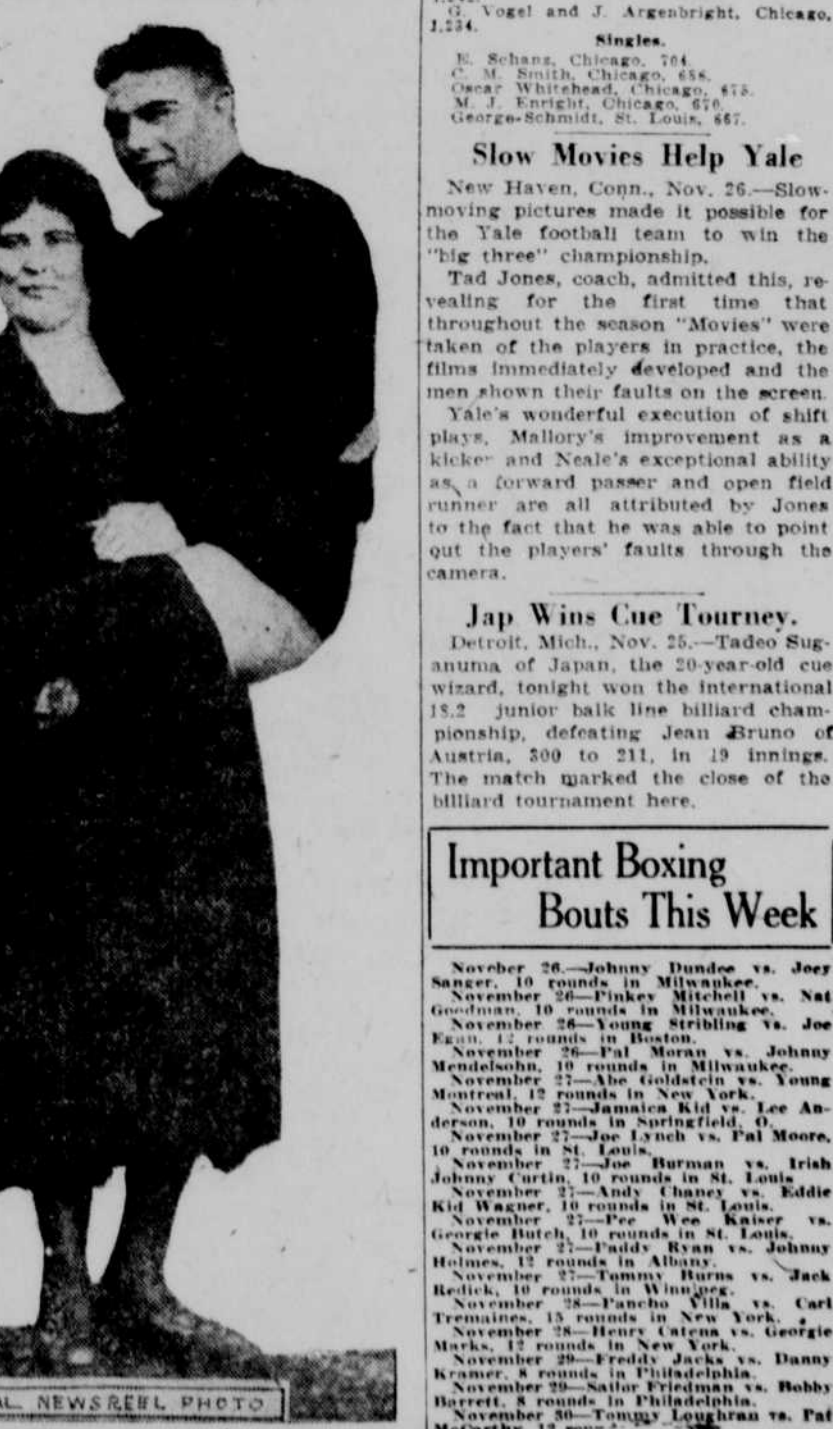 G. Vogel and J. Argenbright, Chicago,
1,234.
Singles.
E. Schans, Chicago, 704.
C. M. Smith, Chicago, 686.
Oscar Whitehead, Chicago, 675.
M. J. Enright, Chicago, 670.
George-Schmidt, St. Louis, 667.
Slow Movies Help Yale
New Haven, Conn., Nov. 26.—Slow-
moving pictures made it possible for
the Yale football team to win the
"big three" championship.
Tad Jones, coach, admitted this, re-
vealing for the first time that
throughout the season "Movies" were
taken of the players in practice, the
films immediately developed and the
men shown their faults on the screen.
Yale's wonderful execution of shift
plays, Mallory's improvement as a
kicker and Neale's exceptional ability
as a forward passer and open field
runner are all attributed by Jones
to the fact that he was able to point
out the players' faults through the
camera.
Jap Wins Cue Tourney.
Detroit, Mich., Nov. 25.—Tadeo Sug-
anuma of Japan, the 20-year-old cue
wizard, tonight won the international
18.2 junior balk line billiard cham-
pionship, defeating Jean Bruno of
Austria, 300 to 211, in 19 innings.
The match marked the close of the
billiard tournament here.
Important Boxing
Bouts This Week
Noveber 26.—Johnny Dundee vs. Joey
Sanger, 10 rounds in Milwaukee.
November 26—Pinkey Mitchell vs. Nat
Goodman, 10 rounds in Milwaukee.
November 26—Young Stribling vs. Joe
Egan, 12 rounds in Boston.
November 26—Pal Moran vs. Johnny
Mendelsohn, 10 rounds in Milwaukee.
November 27—Abe Goldstein vs. Young
Montreal, 12 rounds in New York.
November 27—Jamaica Kid vs. Lee An-
derson, 10 rounds in Springfield, O.
November 27—Joe Lynch vs. Pal Moore,
10 rounds in St. Louis.
November 27—Joe Burman vs. Irish
Johnny Curtin, 10 rounds in St. Louis
November 27—Andy Chaney vs. Eddie
Kid Wagner, 10 rounds in St. Louis.
November 27—Pee Wee Kaiser vs.
Georgie Butch, 10 rounds in St. Louis.
November 27—Paddy Ryan vs. Johnny
Holmes, 12 rounds in Albany.
November 27—Tommy Burns vs. Jack
Redick, 10 rounds in Winnipeg.
November 28—Pancho Villa vs. Carl
Tremaines, 15 rounds in New York.
November 28—Henry Catena vs. Georgie
Marks, 12 rounds in New York.
November 29—Freddy Jacks vs. Danny
Kramer, 8 rounds in Philadelphia.
November 29—Sailor Friedman vs. Bobby
Barrett, 8 rounds in Philadelphia.
November 30—Tommy Loughran vs. Pat
NEWSREEL PHOTO